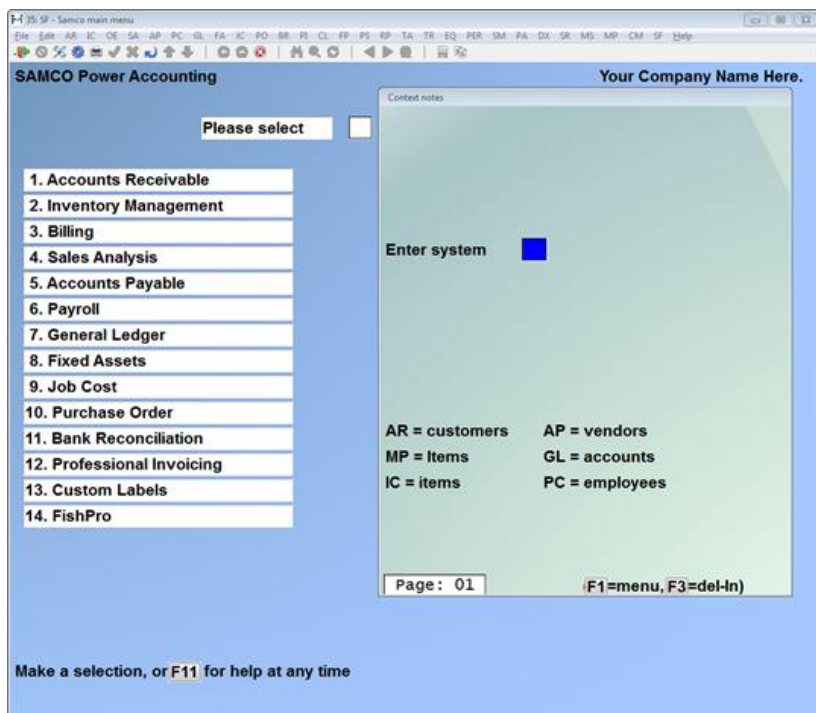 35: SF - Samco main menu
File Edit AR IC OE SA AP PC GL FA JC PO BR PI CL FP PS RP TA TR EQ PER SM PA DX SR MS MP CM SF Help
SAMCO Power Accounting
Your Company Name Here.
Context notes
Please select
1. Accounts Receivable
2. Inventory Management
3. Billing
4. Sales Analysis
5. Accounts Payable
6. Payroll
7. General Ledger
8. Fixed Assets
9. Job Cost
10. Purchase Order
11. Bank Reconciliation
12. Professional Invoicing
13. Custom Labels
14. FishPro
Enter system
AR = customers AP = vendors
MP = Items GL = accounts
IC = items PC = employees
Page: 01
(F1=menu, F3=del-ln)
Make a selection, or F11 for help at any time